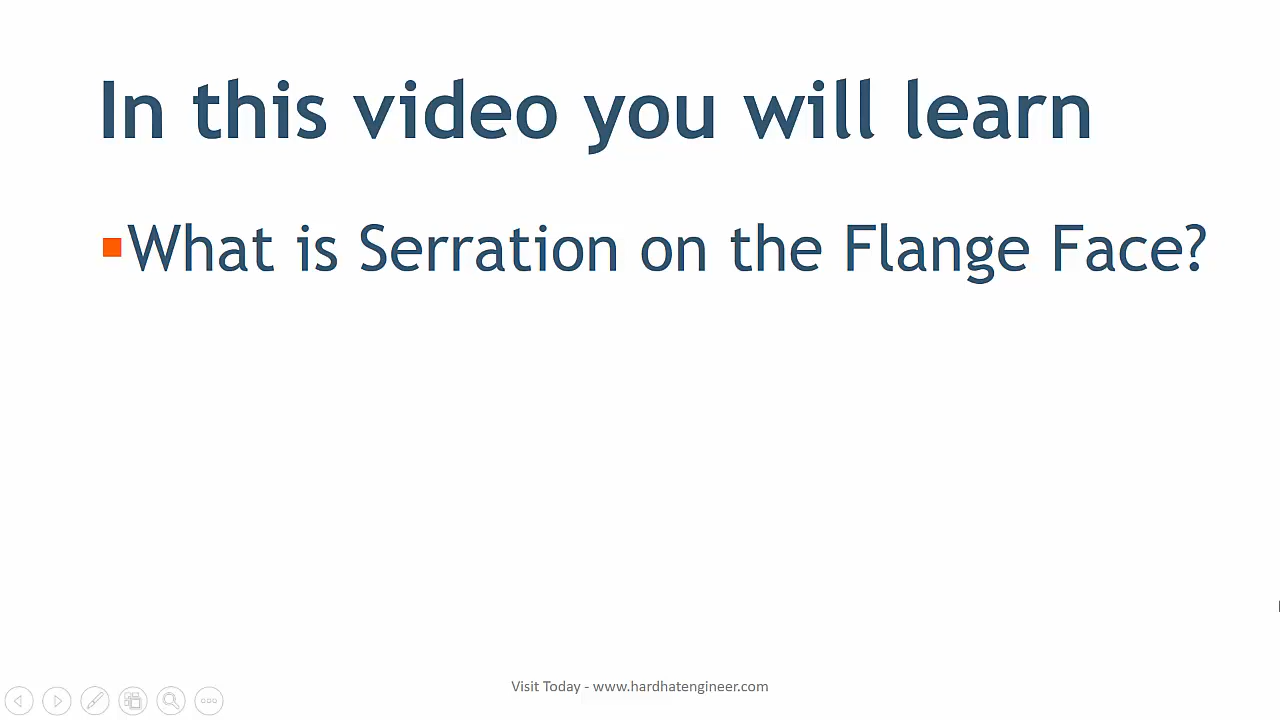 In this video you will learn
What is Serration on the Flange Face?
Visit Today - www.hardhatengineer.com